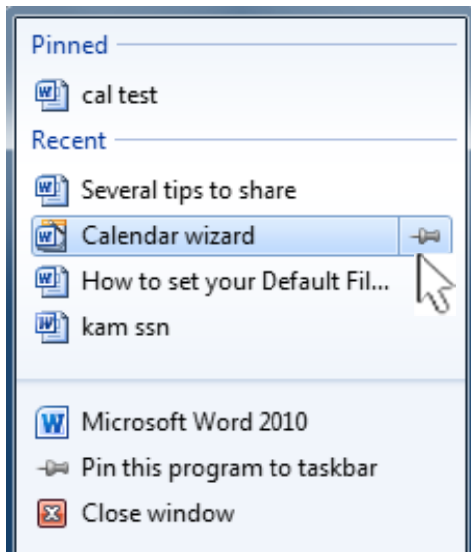 Pinned
cal test
Recent
Several tips to share
Calendar wizard
How to set your Default Fil...
kam ssn
Microsoft Word 2010
Pin this program to taskbar
Close window